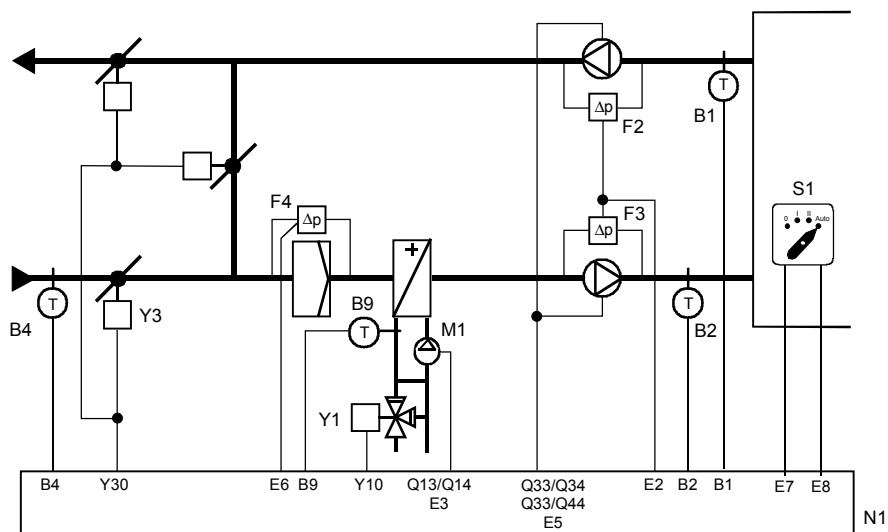 T
B1
Δp
F2
S1
0 I II Auto
F4
Δp
F3
Δp
T
B4
Y3
B9
T
M1
T
B2
Y1
B4 Y30 E6 B9 Y10 Q13/Q14 Q33/Q34 E2 B2 B1 E7 E8
E3 Q33/Q44
E5
N1